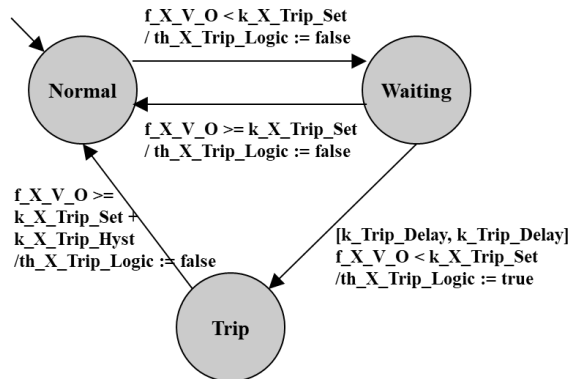 f_X_V_O < k_X_Trip_Set
/ th_X_Trip_Logic := false
Normal
Waiting
f_X_V_O >= k_X_Trip_Set
/ th_X_Trip_Logic := false
f_X_V_O >=
k_X_Trip_Set +
k_X_Trip_Hyst
/th_X_Trip_Logic := false
[k_Trip_Delay, k_Trip_Delay]
f_X_V_O < k_X_Trip_Set
/th_X_Trip_Logic := true
Trip